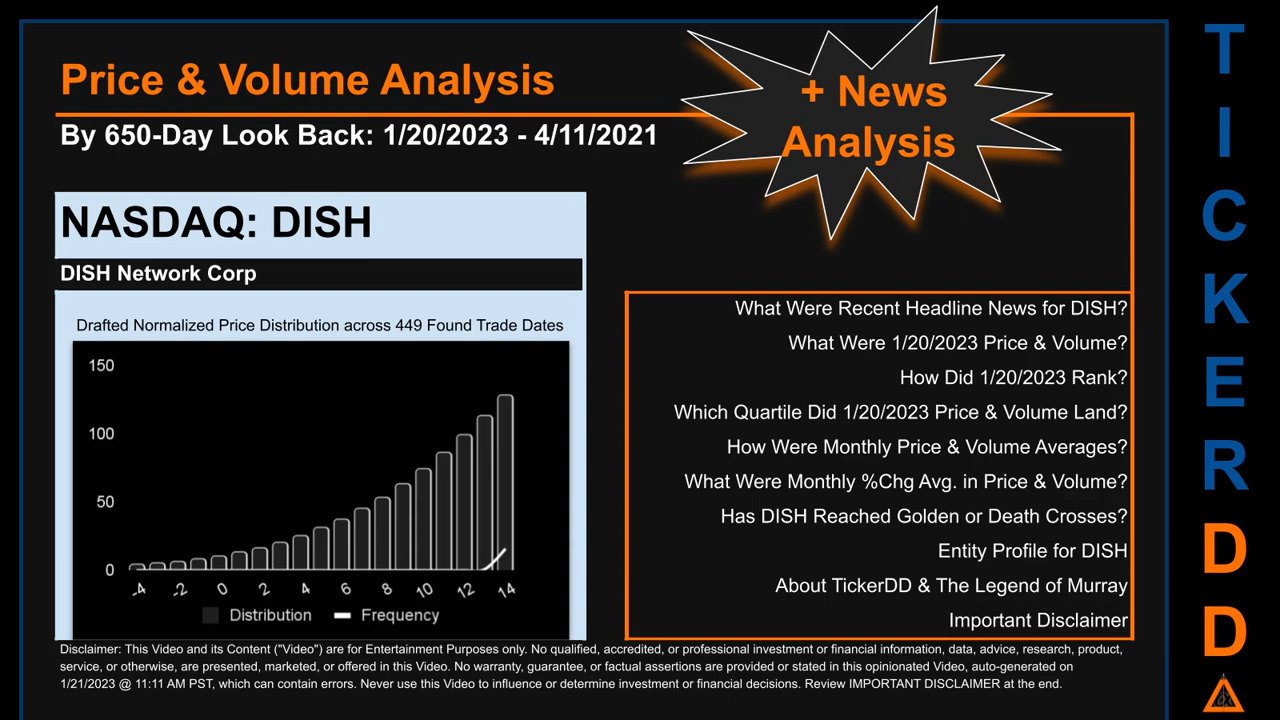 Price & Volume Analysis
+ News
Analysis
By 650-Day Look Back: 1/20/2023 - 4/11/2021
NASDAQ: DISH
DISH Network Corp
Drafted Normalized Price Distribution across 449 Found Trade Dates
150
100
50
0
-4 -2 0 2 4 6 8 10 12 14
Distribution Frequency
What Were Recent Headline News for DISH?
What Were 1/20/2023 Price & Volume?
How Did 1/20/2023 Rank?
Which Quartile Did 1/20/2023 Price & Volume Land?
How Were Monthly Price & Volume Averages?
What Were Monthly %Chg Avg. in Price & Volume?
Has DISH Reached Golden or Death Crosses?
Entity Profile for DISH
About TickerDD & The Legend of Murray
Important Disclaimer
Disclaimer: This Video and its Content ("Video") are for Entertainment Purposes only. No qualified, accredited, or professional investment or financial information, data, advice, research, product,
service, or otherwise, are presented, marketed, or offered in this Video. No warranty, guarantee, or factual assertions are provided or stated in this opinionated Video, auto-generated on
1/21/2023 @ 11:11 AM PST, which can contain errors. Never use this Video to influence or determine investment or financial decisions. Review IMPORTANT DISCLAIMER at the end.
T
I
C
K
E
R
D
D